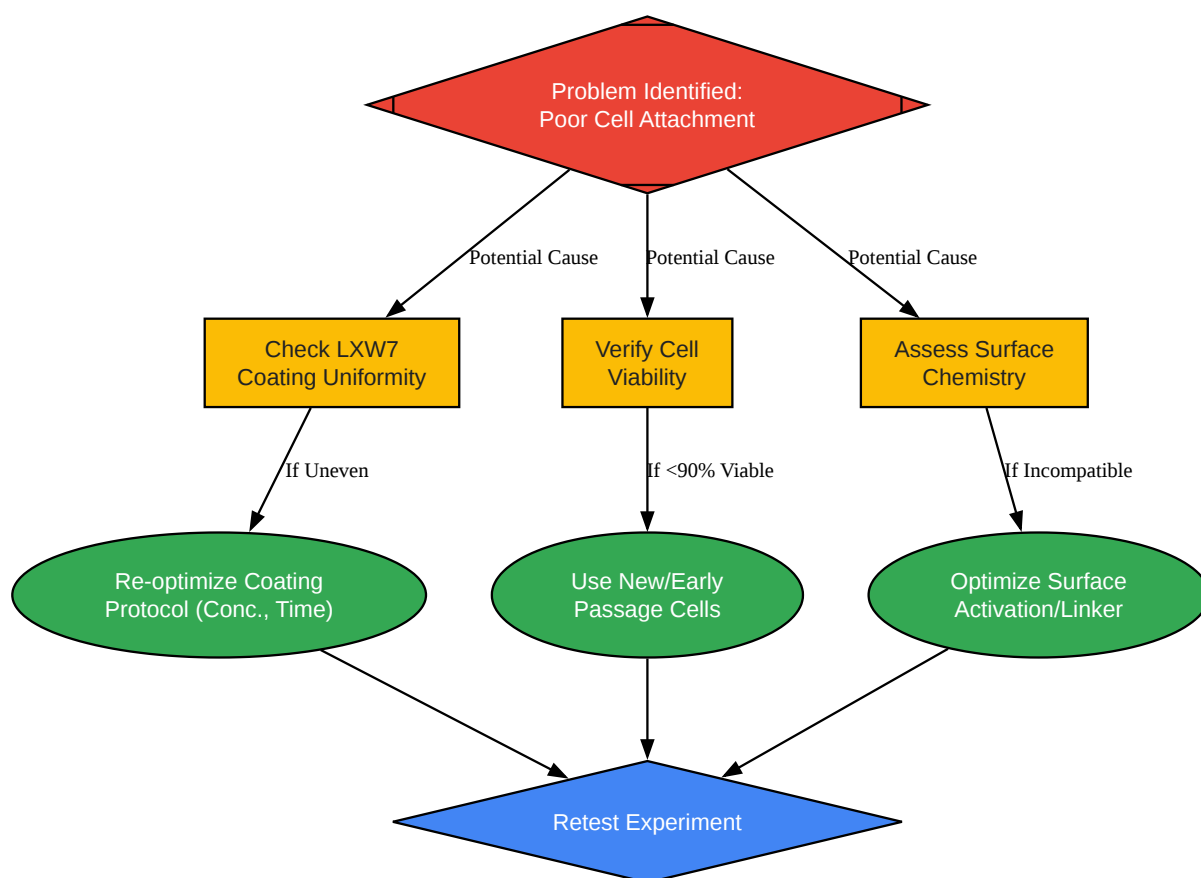 Problem Identified:
Poor Cell Attachment
Potential Cause
Potential Cause
Potential Cause
Check LXW7
Coating Uniformity
Verify Cell
Viability
Assess Surface
Chemistry
If Uneven
If <90% Viable
If Incompatible
Re-optimize Coating
Protocol (Conc., Time)
Use New/Early
Passage Cells
Optimize Surface
Activation/Linker
Retest Experiment